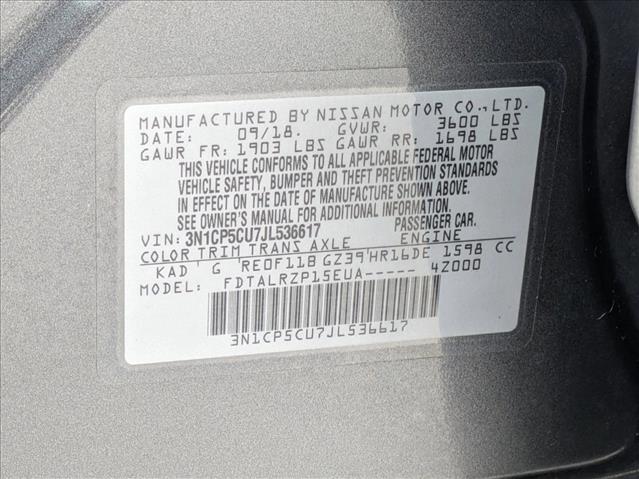 MANUFACTURED BY NISSAN MOTOR CO., LTD.
DATE: 09/18. GVWR: 3600 LBS
GAWR FR: 1903 LBS GAWR RR: 1698 LBS
THIS VEHICLE CONFORMS TO ALL APPLICABLE FEDERAL MOTOR
VEHICLE SAFETY, BUMPER AND THEFT PREVENTION STANDARDS
IN EFFECT ON THE DATE OF MANUFACTURE SHOWN ABOVE.
SEE OWNER'S MANUAL FOR ADDITIONAL INFORMATION.
VIN: 3N1CP5CU7JL536617 PASSENGER CAR.
COLOR TRIM TRANS AXLE ENGINE
KAD G RE0F11B GZ39 HR16DE 1598 CC
MODEL: FDTALRZP15EUA----- 4Z000
3N1CP5CU7JL536617